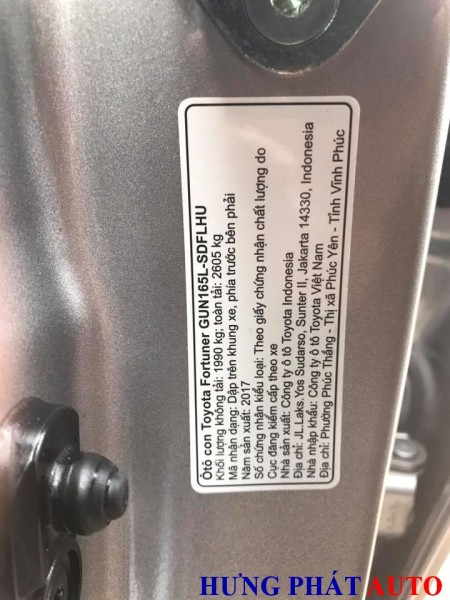 Ôtô con Toyota Fortuner GUN165L-SDFLHU
Khối lượng không tải: 1990 kg; toàn tải: 2605 kg
Mã nhận dạng: Dập trên khung xe, phía trước bên phải
Năm sản xuất: 2017
Số chứng nhận kiểu loại: Theo giấy chứng nhận chất lượng do
Cục đăng kiểm cấp theo xe
Nhà sản xuất: Công ty ô tô Toyota Indonesia
Địa chỉ: JL.Laks.Yos Sudarso, Sunter II, Jakarta 14330, Indonesia
Nhà nhập khẩu: Công ty ô tô Toyota Việt Nam
Địa chỉ: Phường Phúc Thắng - Thị xã Phúc Yên - Tỉnh Vĩnh Phúc
HƯNG PHÁT AUTO